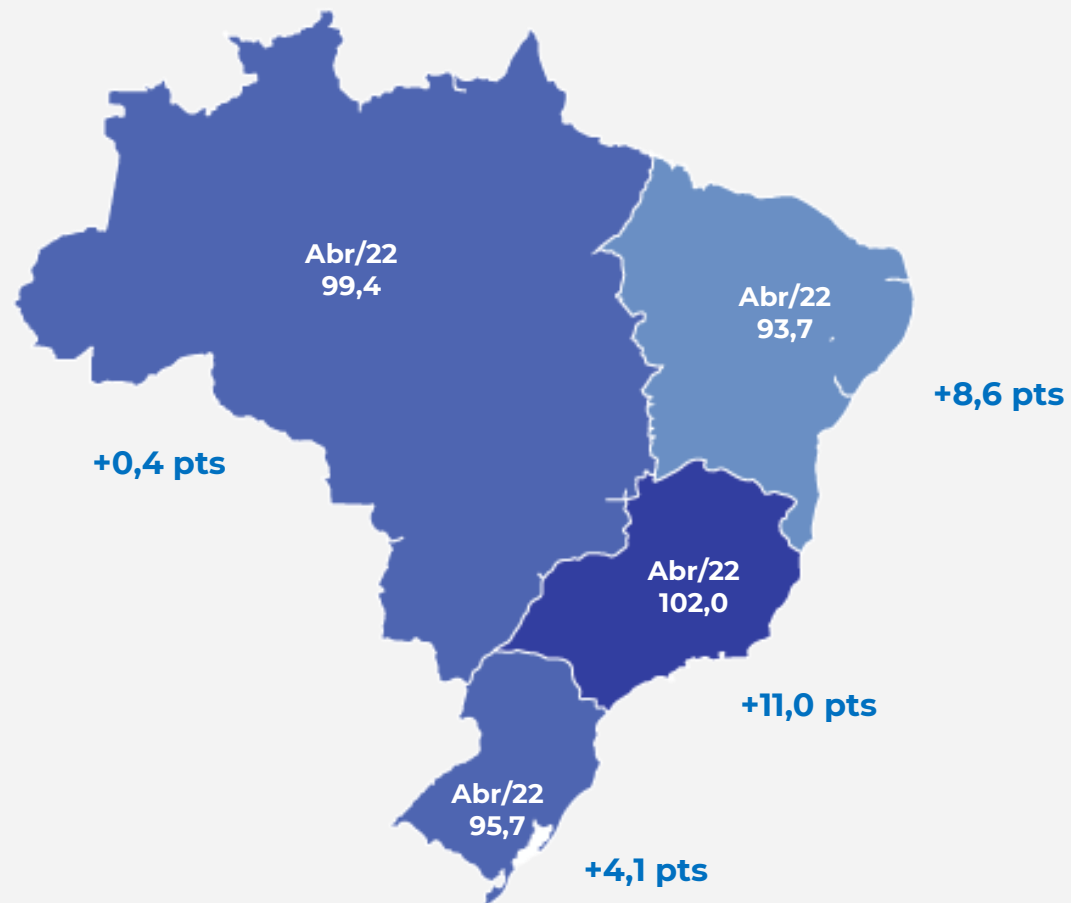 Abr/22
99,4
Abr/22
93,7
+8,6 pts
+0,4 pts
Abr/22
102,0
+11,0 pts
Abr/22
95,7
+4,1 pts